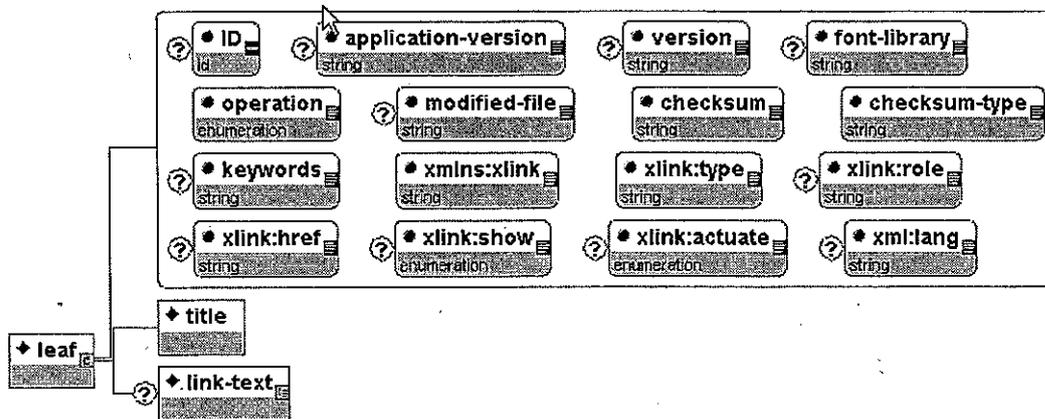 ? ID ? application-version ? version ? font-library
id string string string
operation ? modified-file checksum checksum-type
enumeration string string string
? keywords xmlns:xlink xlink:type ? xlink:role
string string string string
? xlink:href ? xlink:show ? xlink:actuate ? xml:lang
string enumeration enumeration string
title
leaf
? link-text